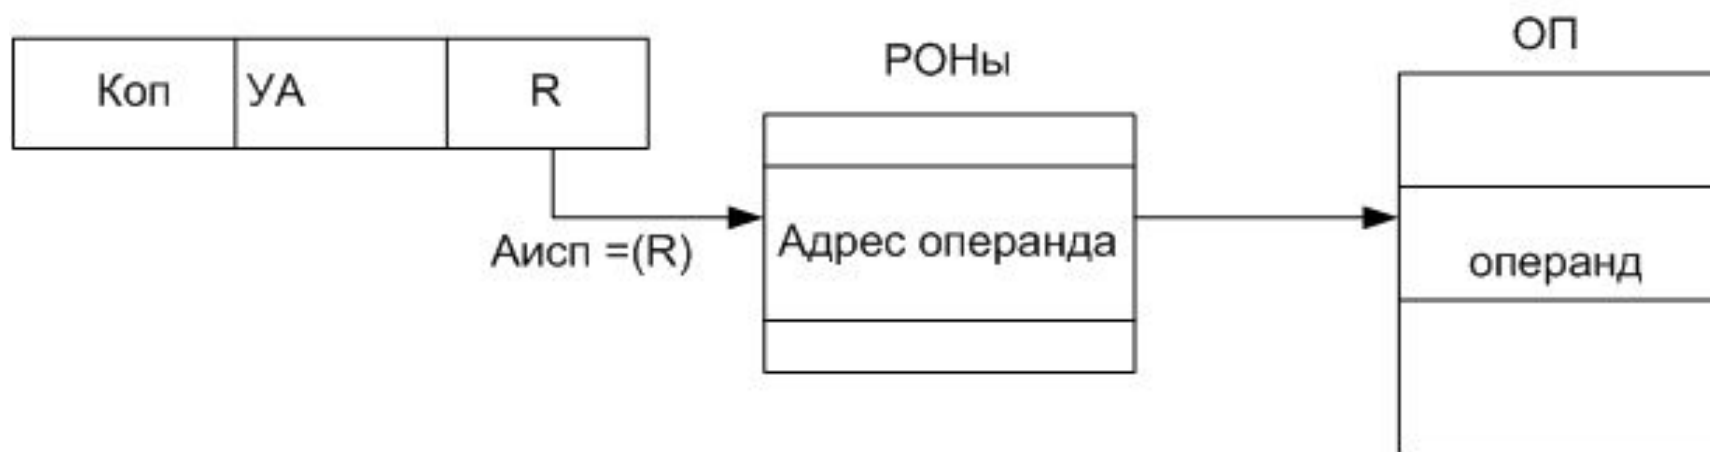 Коп
УА
R
Аисп =(R)
РОНы
Адрес операнда
ОП
операнд